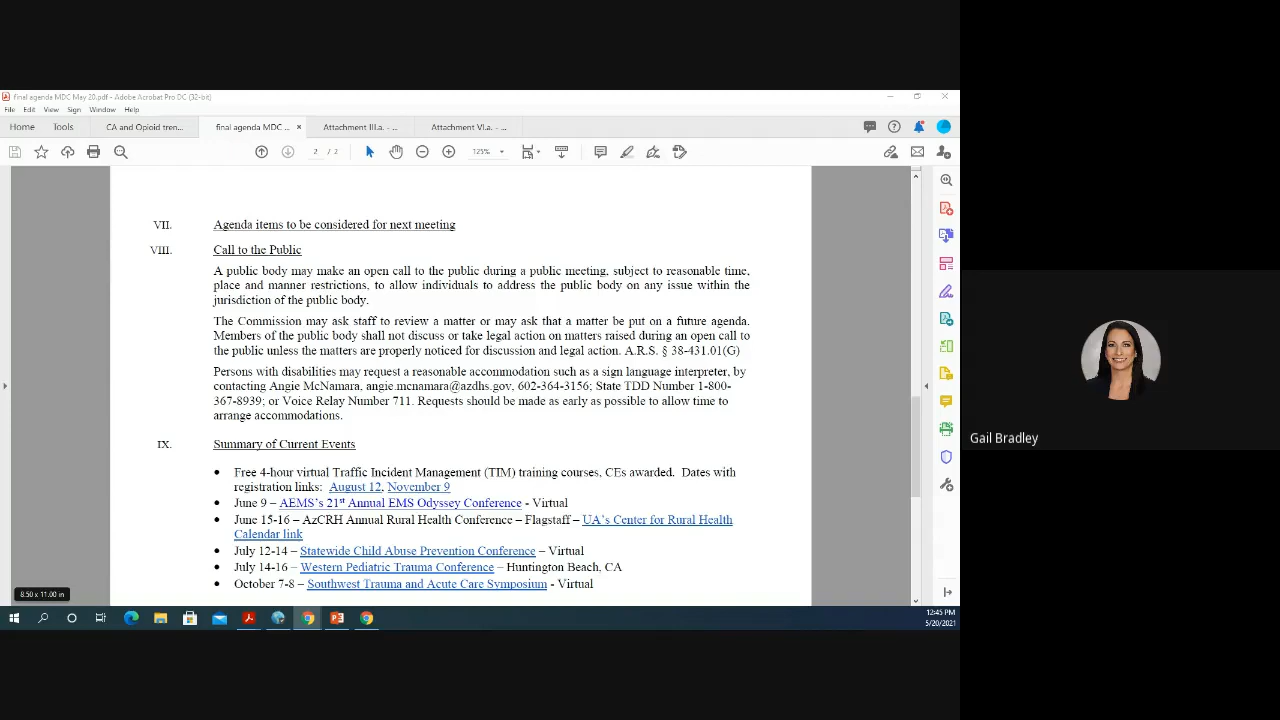 final agenda MDC May 20.pdf - Adobe Acrobat Pro DC (32-bit)
File Edit View Sign Window Help
Home Tools CA and Opioid tren... final agenda MDC ... × Attachment III.a. - ... Attachment VI.a. - ...
2 / 2 125%
VII. Agenda items to be considered for next meeting
VIII. Call to the Public
A public body may make an open call to the public during a public meeting, subject to reasonable time,
place and manner restrictions, to allow individuals to address the public body on any issue within the
jurisdiction of the public body.
The Commission may ask staff to review a matter or may ask that a matter be put on a future agenda.
Members of the public body shall not discuss or take legal action on matters raised during an open call to
the public unless the matters are properly noticed for discussion and legal action. A.R.S. § 38-431.01(G)
Persons with disabilities may request a reasonable accommodation such as a sign language interpreter, by
contacting Angie McNamara, angie.mcnamara@azdhs.gov, 602-364-3156; State TDD Number 1-800-
367-8939; or Voice Relay Number 711. Requests should be made as early as possible to allow time to
arrange accommodations.
IX. Summary of Current Events
• Free 4-hour virtual Traffic Incident Management (TIM) training courses, CEs awarded. Dates with
registration links: August 12, November 9
• June 9 – AEMS's 21st Annual EMS Odyssey Conference - Virtual
• June 15-16 – AzCRH Annual Rural Health Conference – Flagstaff – UA's Center for Rural Health
Calendar link
• July 12-14 – Statewide Child Abuse Prevention Conference – Virtual
• July 14-16 – Western Pediatric Trauma Conference – Huntington Beach, CA
• October 7-8 – Southwest Trauma and Acute Care Symposium - Virtual
8.50 x 11.00 in
12:45 PM
5/20/2021
Gail Bradley